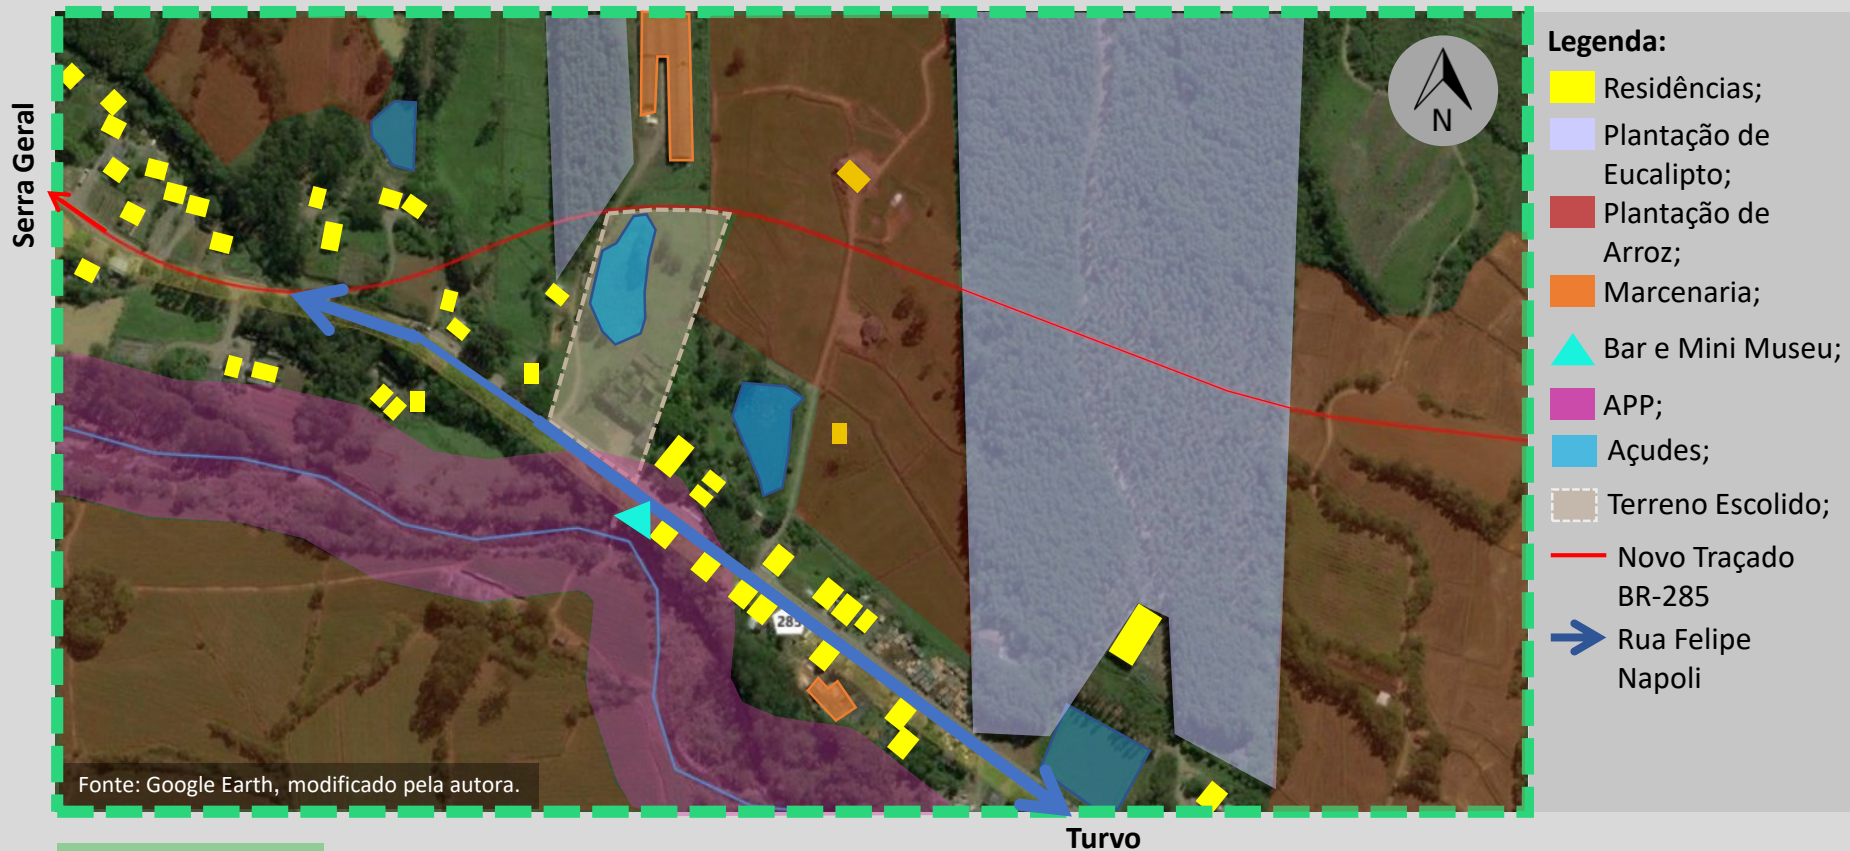 Legenda:
Residências;
Plantação de
Eucalipto;
Plantação de
Arroz;
Marcenaria;
Bar e Mini Museu;
APP;
Açudes;
Terreno Escolido;
Novo Traçado
BR-285
Rua Felipe
Napoli
N
Serra Geral
285
Fonte: Google Earth, modificado pela autora.
Turvo